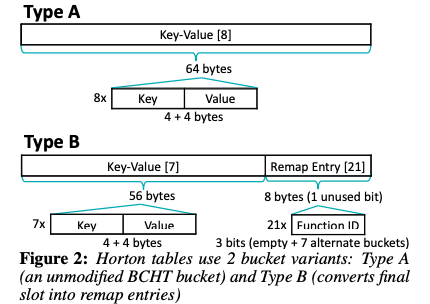 Type A
Key-Value [8]
64 bytes
8x Key Value
4 + 4 bytes
Type B
Key-Value [7] Remap Entry [21]
56 bytes 8 bytes (1 unused bit)
7x Key Value 21x Function ID
4 + 4 bytes 3 bits (empty + 7 alternate buckets)
Figure 2: Horton tables use 2 bucket variants: Type A
(an unmodified BCHT bucket) and Type B (converts final
slot into remap entries)